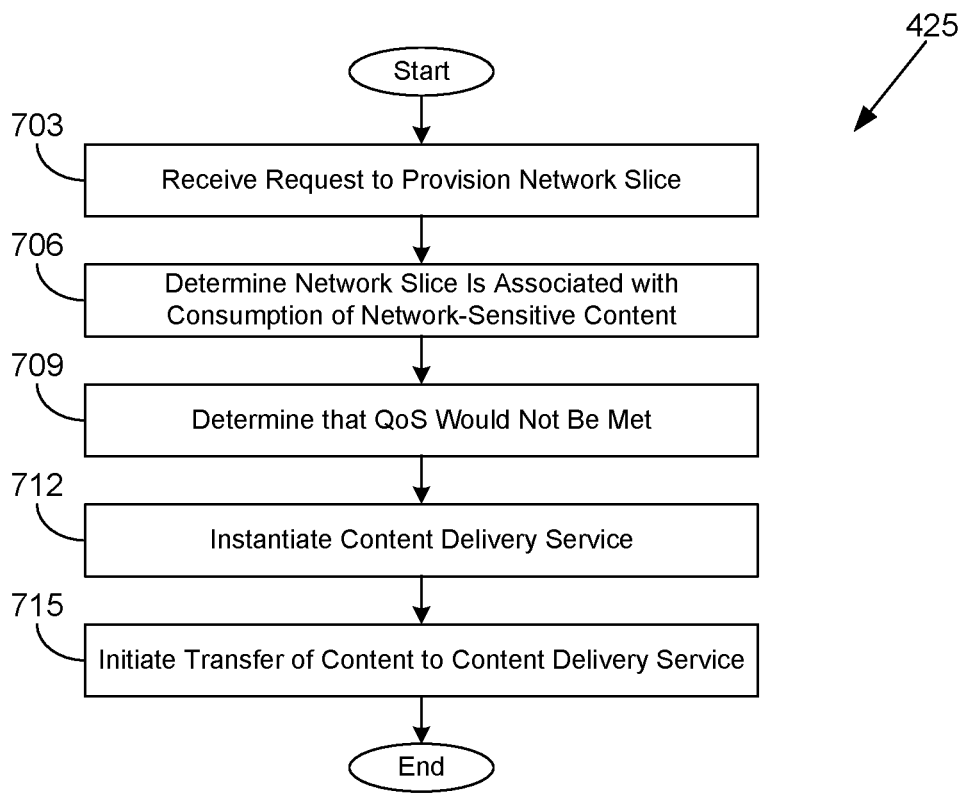 425
Start
703
Receive Request to Provision Network Slice
706
Determine Network Slice Is Associated with
Consumption of Network-Sensitive Content
709
Determine that QoS Would Not Be Met
712
Instantiate Content Delivery Service
715
Initiate Transfer of Content to Content Delivery Service
End